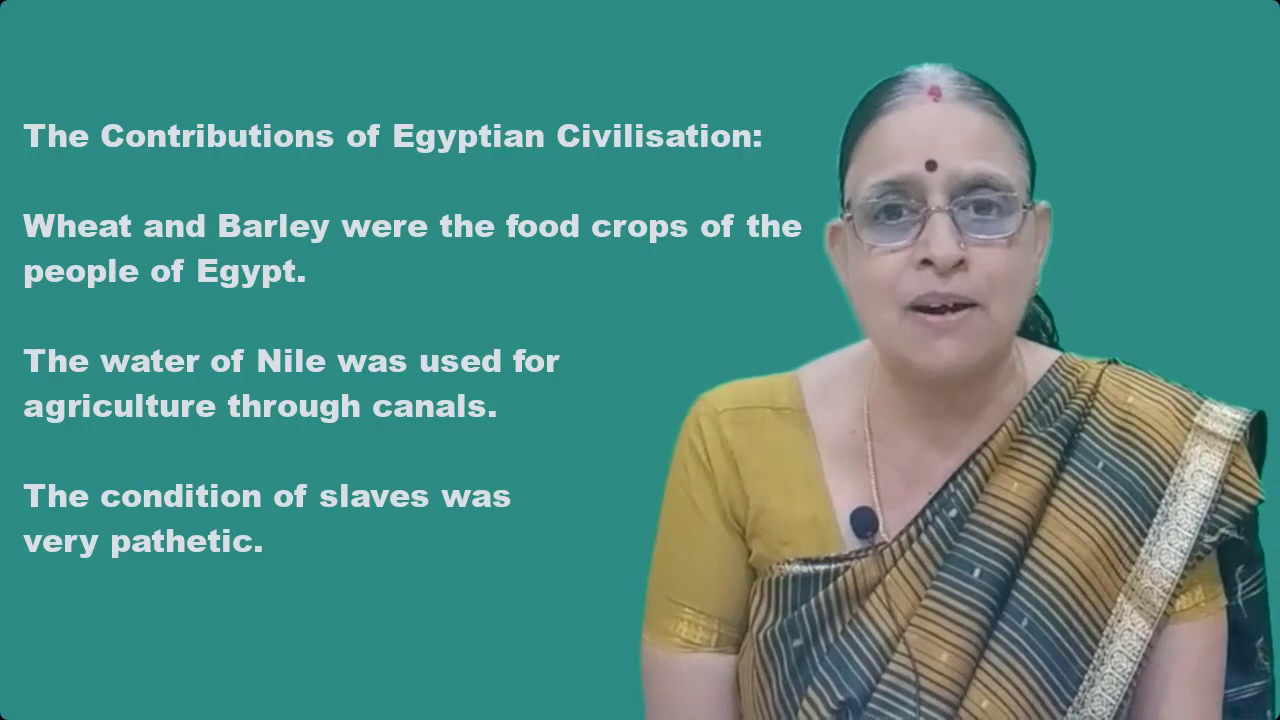 The Contributions of Egyptian Civilisation:
Wheat and Barley were the food crops of the
people of Egypt.
The water of Nile was used for
agriculture through canals.
The condition of slaves was
very pathetic.